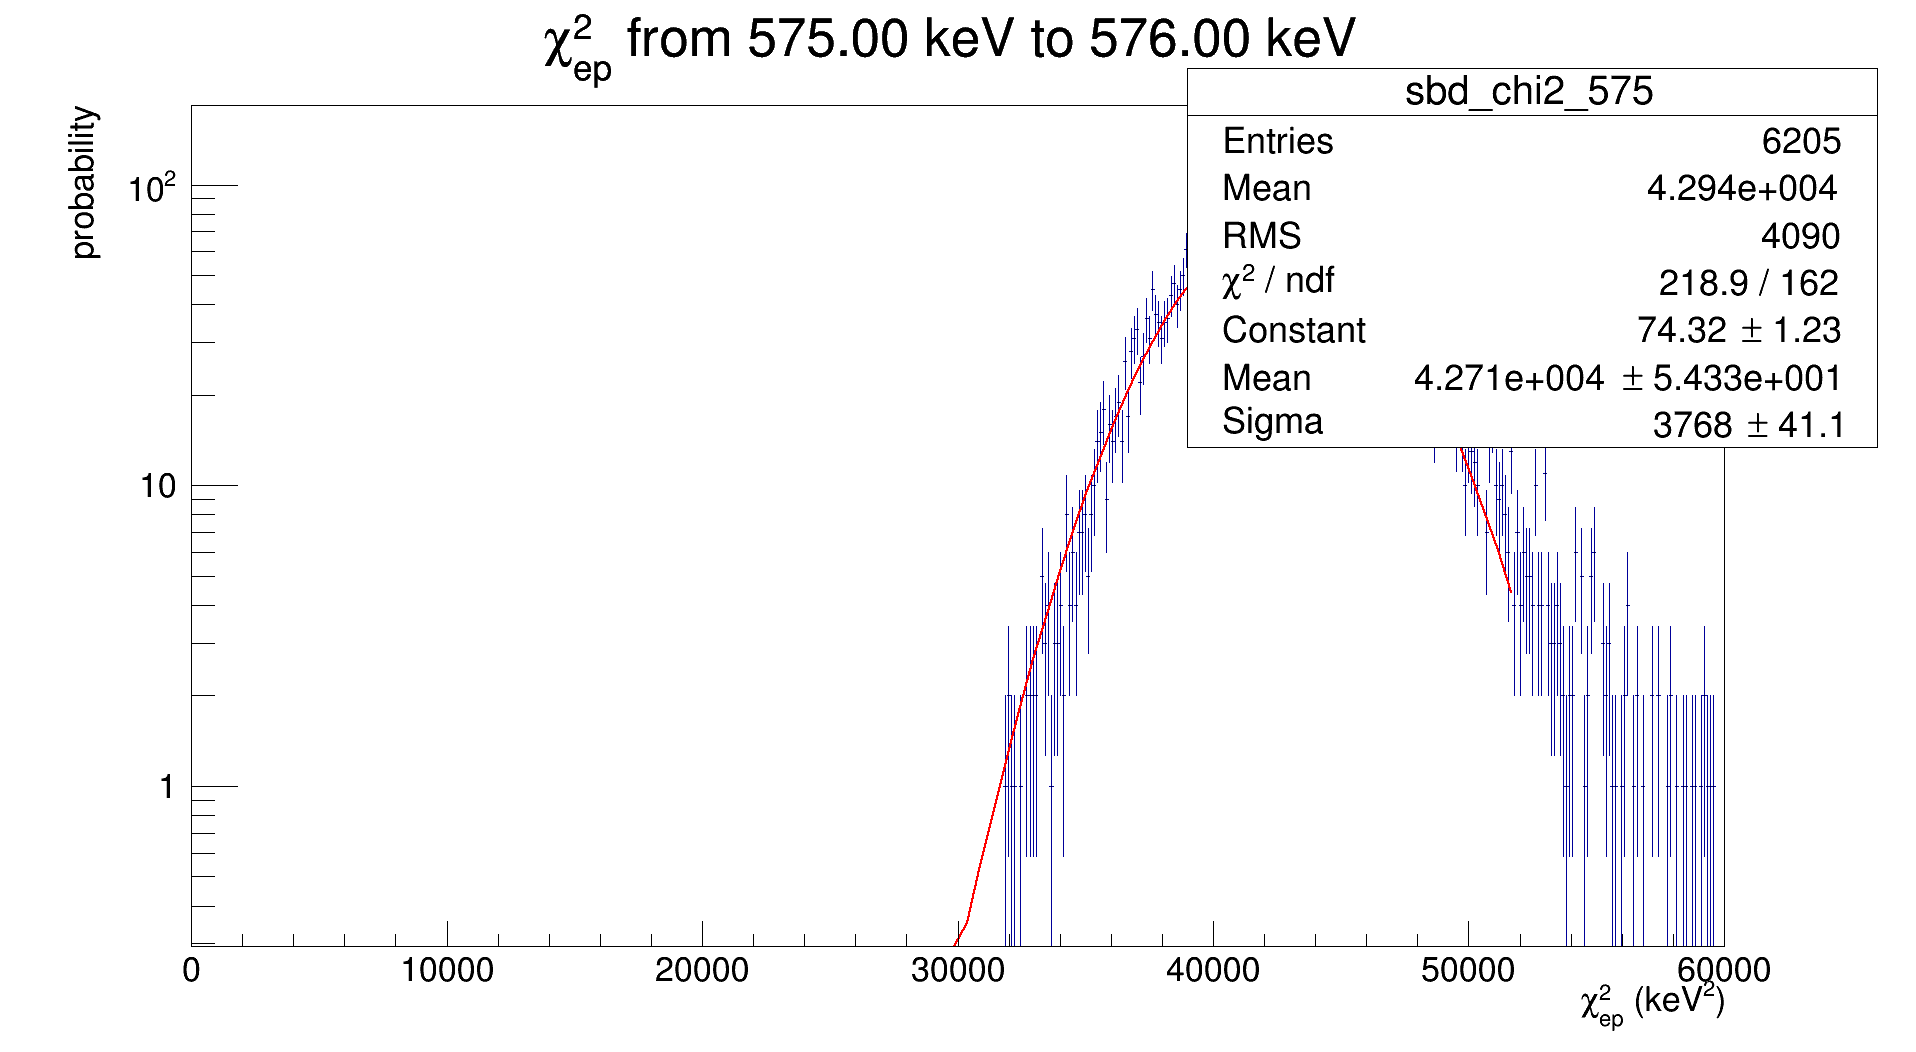 χ²ep from 575.00 keV to 576.00 keV
sbd_chi2_575
Entries 6205
Mean 4.294e+004
RMS 4090
χ² / ndf 218.9 / 162
Constant 74.32 ± 1.23
Mean 4.271e+004 ± 5.433e+001
Sigma 3768 ± 41.1
probability
10²
10
1
0 10000 20000 30000 40000 50000 60000
χ²ep (keV²)